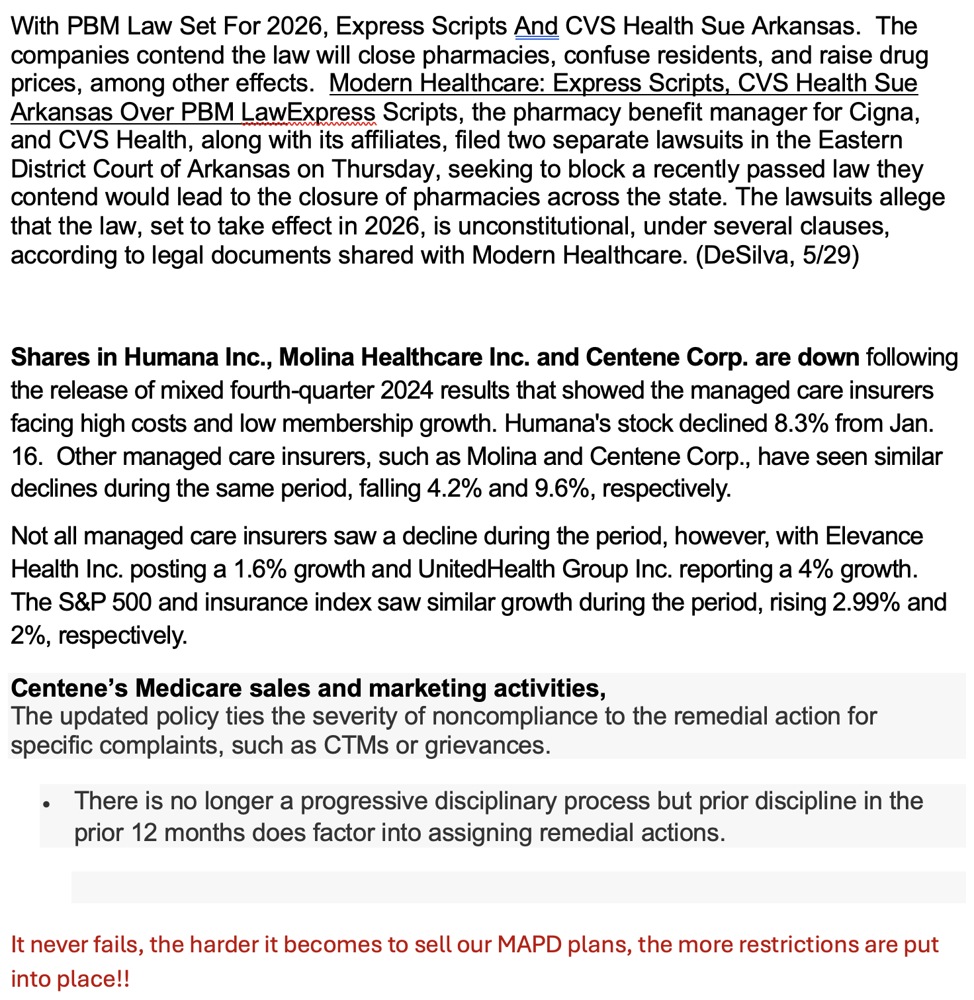 With PBM Law Set For 2026, Express Scripts And CVS Health Sue Arkansas.  The
companies contend the law will close pharmacies, confuse residents, and raise drug
prices, among other effects.  Modern Healthcare: Express Scripts, CVS Health Sue
Arkansas Over PBM LawExpress Scripts, the pharmacy benefit manager for Cigna,
and CVS Health, along with its affiliates, filed two separate lawsuits in the Eastern
District Court of Arkansas on Thursday, seeking to block a recently passed law they
contend would lead to the closure of pharmacies across the state. The lawsuits allege
that the law, set to take effect in 2026, is unconstitutional, under several clauses,
according to legal documents shared with Modern Healthcare. (DeSilva, 5/29)
Shares in Humana Inc., Molina Healthcare Inc. and Centene Corp. are down following
the release of mixed fourth-quarter 2024 results that showed the managed care insurers
facing high costs and low membership growth. Humana's stock declined 8.3% from Jan.
16.  Other managed care insurers, such as Molina and Centene Corp., have seen similar
declines during the same period, falling 4.2% and 9.6%, respectively.
Not all managed care insurers saw a decline during the period, however, with Elevance
Health Inc. posting a 1.6% growth and UnitedHealth Group Inc. reporting a 4% growth.
The S&P 500 and insurance index saw similar growth during the period, rising 2.99% and
2%, respectively.
Centene’s Medicare sales and marketing activities,
The updated policy ties the severity of noncompliance to the remedial action for
specific complaints, such as CTMs or grievances.
• There is no longer a progressive disciplinary process but prior discipline in the
prior 12 months does factor into assigning remedial actions.
It never fails, the harder it becomes to sell our MAPD plans, the more restrictions are put
into place!!